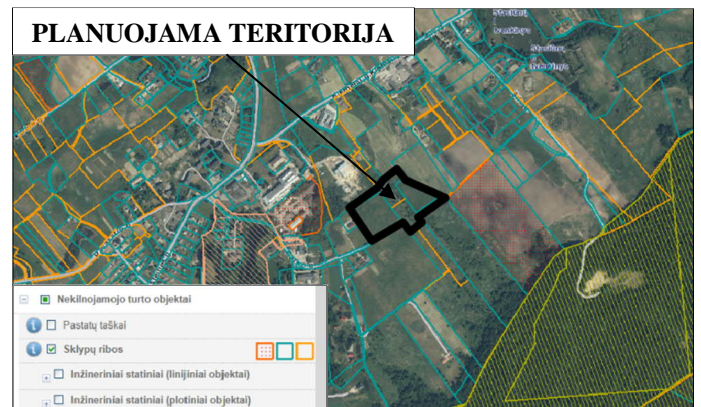 PLANUOJAMA TERITORIJA
Nekilnojamojo turto objektai
Pastatų taškai
Sklypų ribos
Inžineriniai statiniai (linijiniai objektai)
Inžineriniai statiniai (plotiniai objektai)